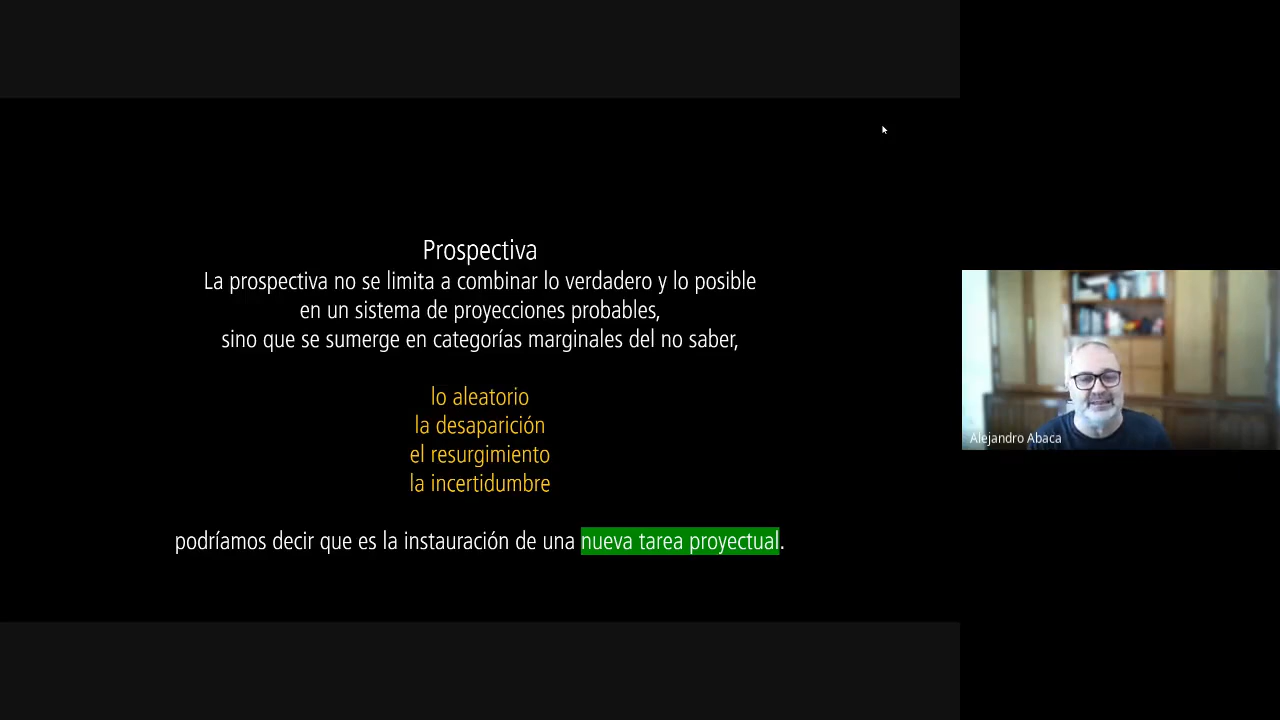 Prospectiva
La prospectiva no se limita a combinar lo verdadero y lo posible
en un sistema de proyecciones probables,
sino que se sumerge en categorías marginales del no saber,
lo aleatorio
la desaparición
el resurgimiento
la incertidumbre
podríamos decir que es la instauración de una nueva tarea proyectual.
Alejandro Abaca